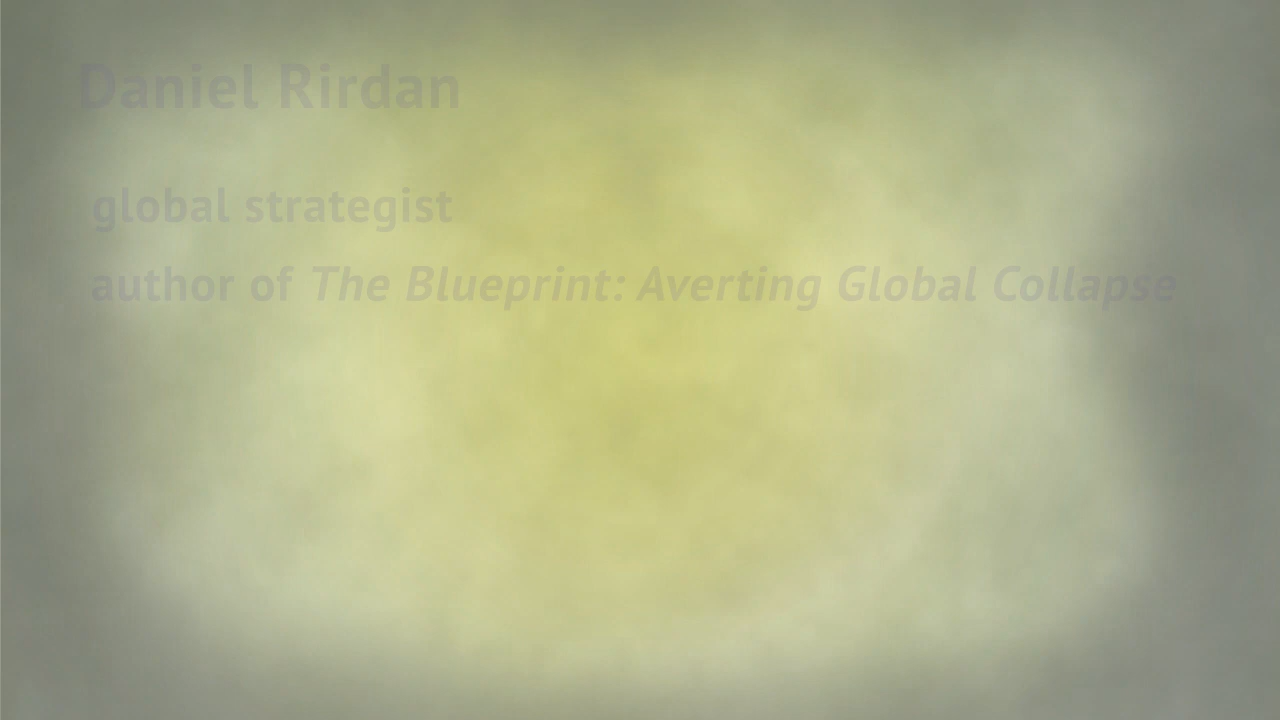 Daniel Rirdan
global strategist
author of The Blueprint: Averting Global Collapse